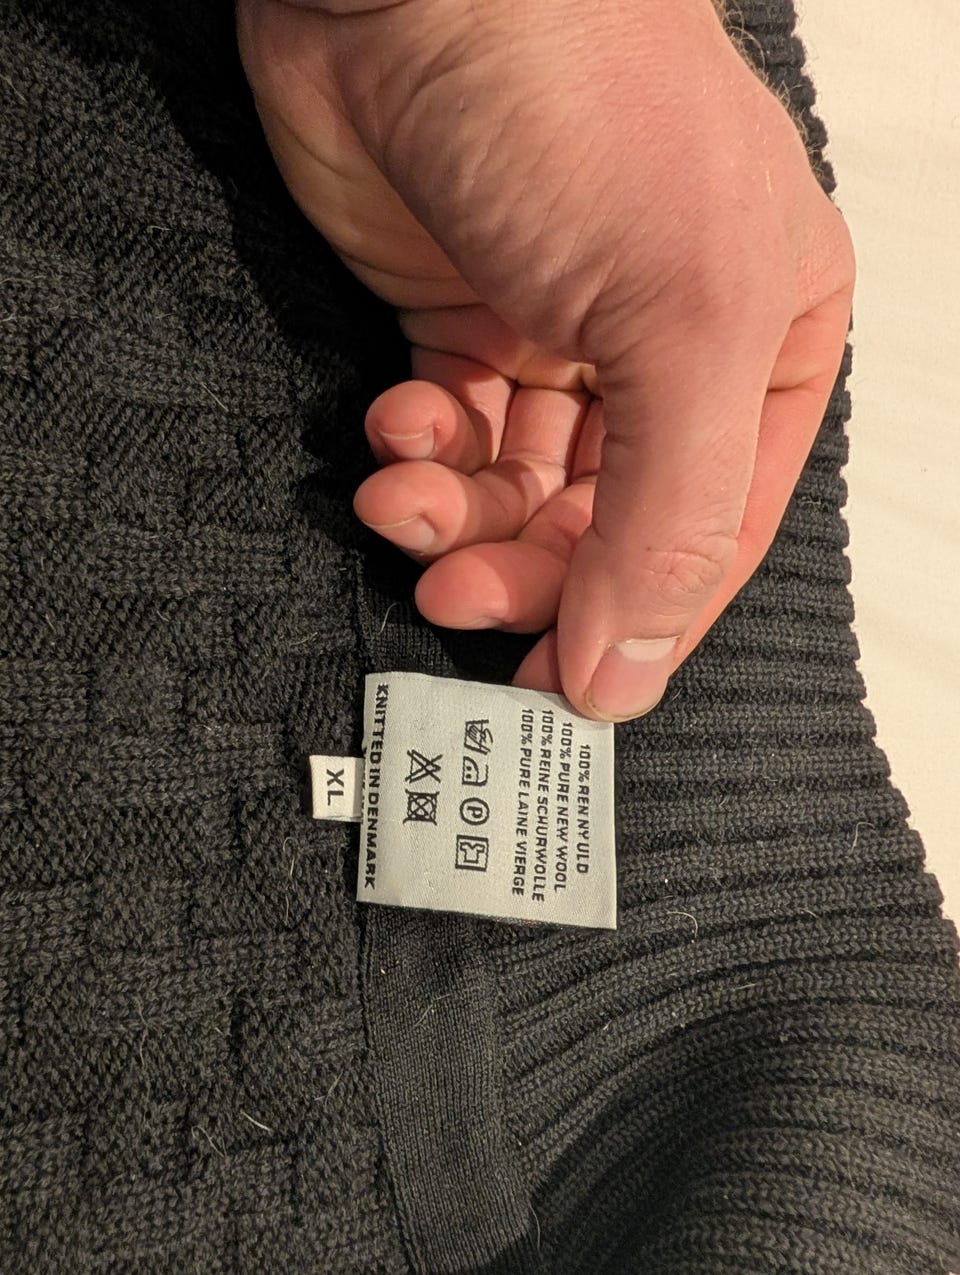 100% REN NY ULD
100% PURE NEW WOOL
100% REINE SCHURWOLLE
100% PURE LAINE VIERGE
P
KNITTED IN DENMARK
XL